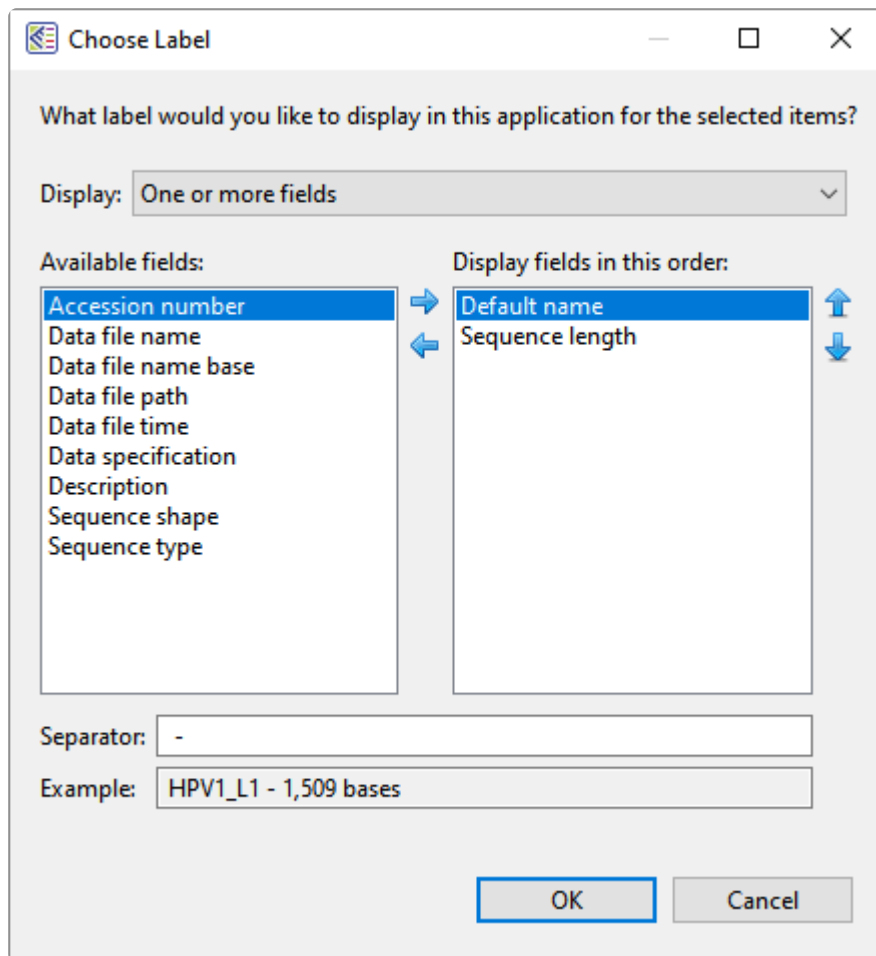 Choose Label
What label would you like to display in this application for the selected items?
Display: One or more fields
Available fields:
Accession number
Data file name
Data file name base
Data file path
Data file time
Data specification
Description
Sequence shape
Sequence type
Display fields in this order:
Default name
Sequence length
Separator: -
Example: HPV1_L1 - 1,509 bases
OK Cancel